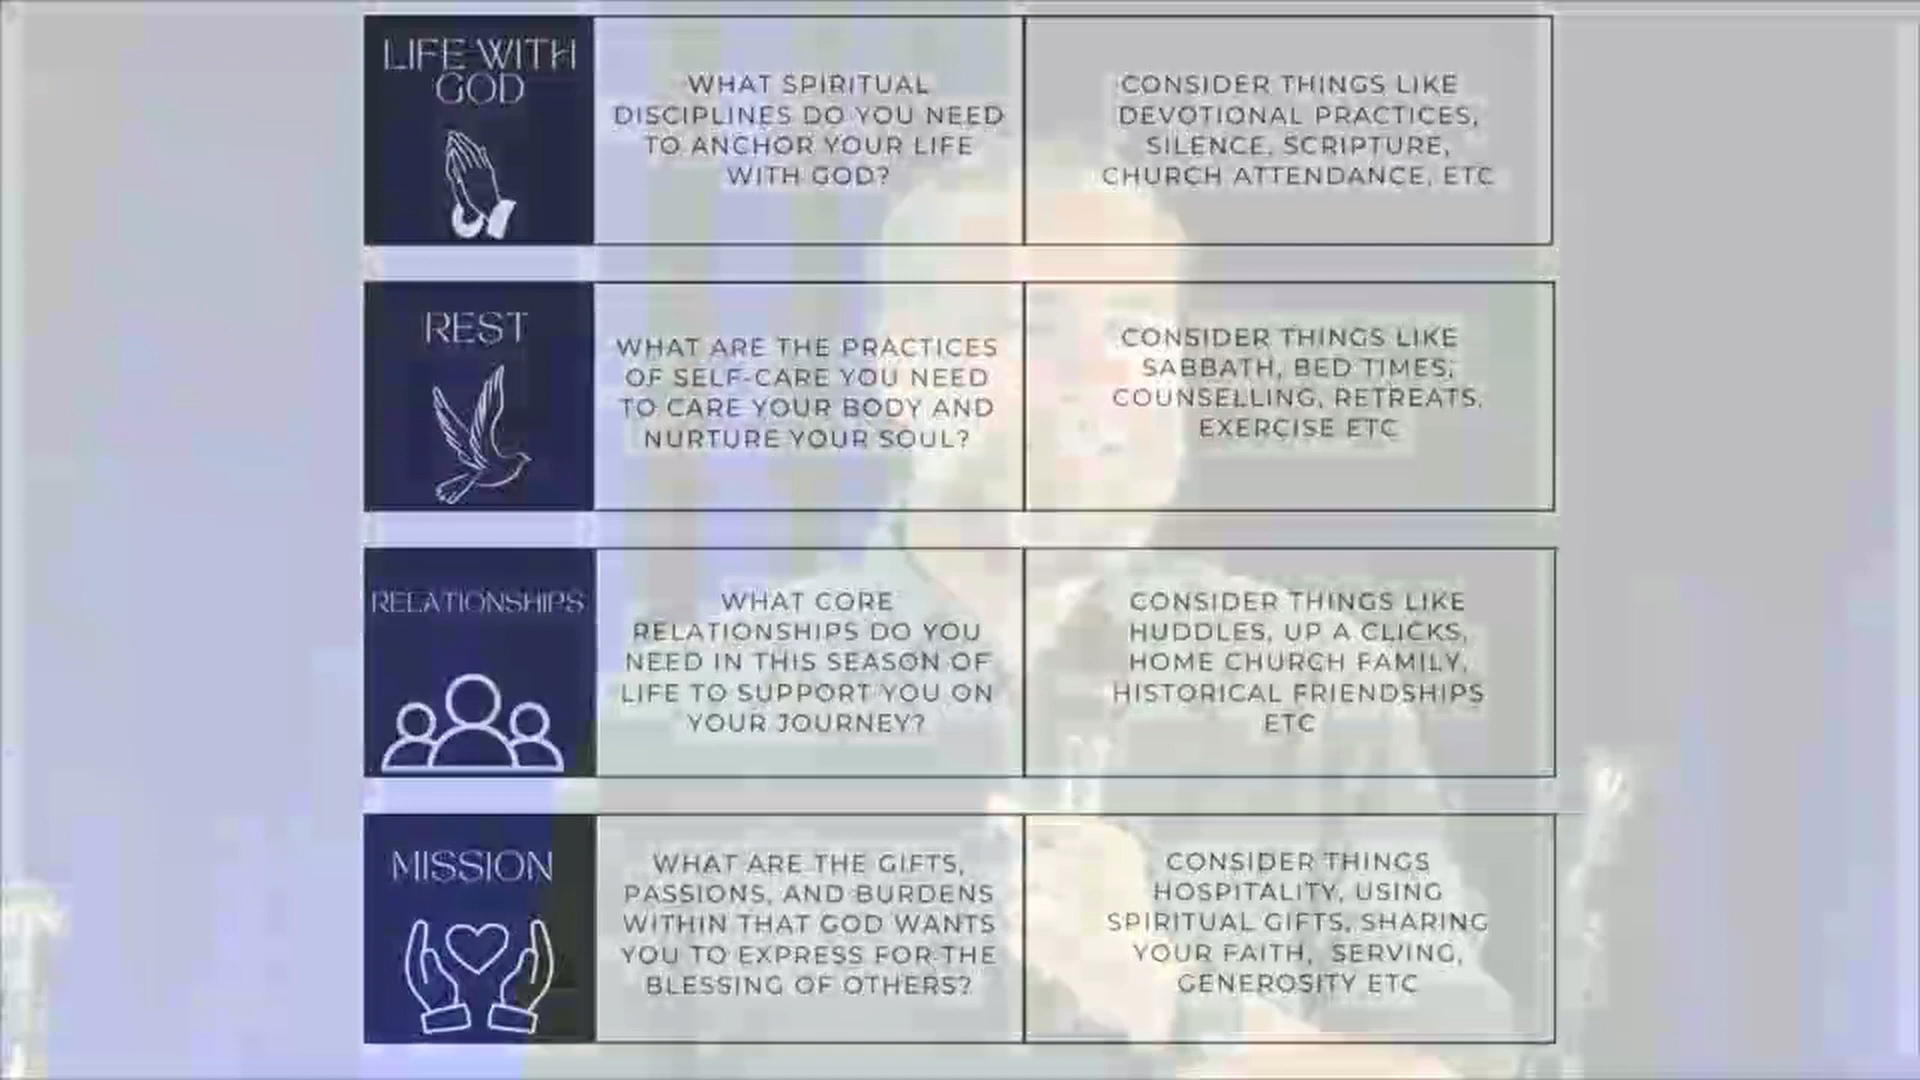 LIFE WITH
GOD
WHAT SPIRITUAL
DISCIPLINES DO YOU NEED
TO ANCHOR YOUR LIFE
WITH GOD?
CONSIDER THINGS LIKE
DEVOTIONAL PRACTICES,
SILENCE, SCRIPTURE,
CHURCH ATTENDANCE, ETC
REST
WHAT ARE THE PRACTICES
OF SELF-CARE YOU NEED
TO CARE YOUR BODY AND
NURTURE YOUR SOUL?
CONSIDER THINGS LIKE
SABBATH, BED TIMES,
COUNSELLING, RETREATS,
EXERCISE ETC
RELATIONSHIPS
WHAT CORE
RELATIONSHIPS DO YOU
NEED IN THIS SEASON OF
LIFE TO SUPPORT YOU ON
YOUR JOURNEY?
CONSIDER THINGS LIKE
HUDDLES, UP A CLICKS,
HOME CHURCH FAMILY,
HISTORICAL FRIENDSHIPS
ETC
MISSION
WHAT ARE THE GIFTS,
PASSIONS, AND BURDENS
WITHIN THAT GOD WANTS
YOU TO EXPRESS FOR THE
BLESSING OF OTHERS?
CONSIDER THINGS
HOSPITALITY, USING
SPIRITUAL GIFTS, SHARING
YOUR FAITH, SERVING,
GENEROSITY ETC